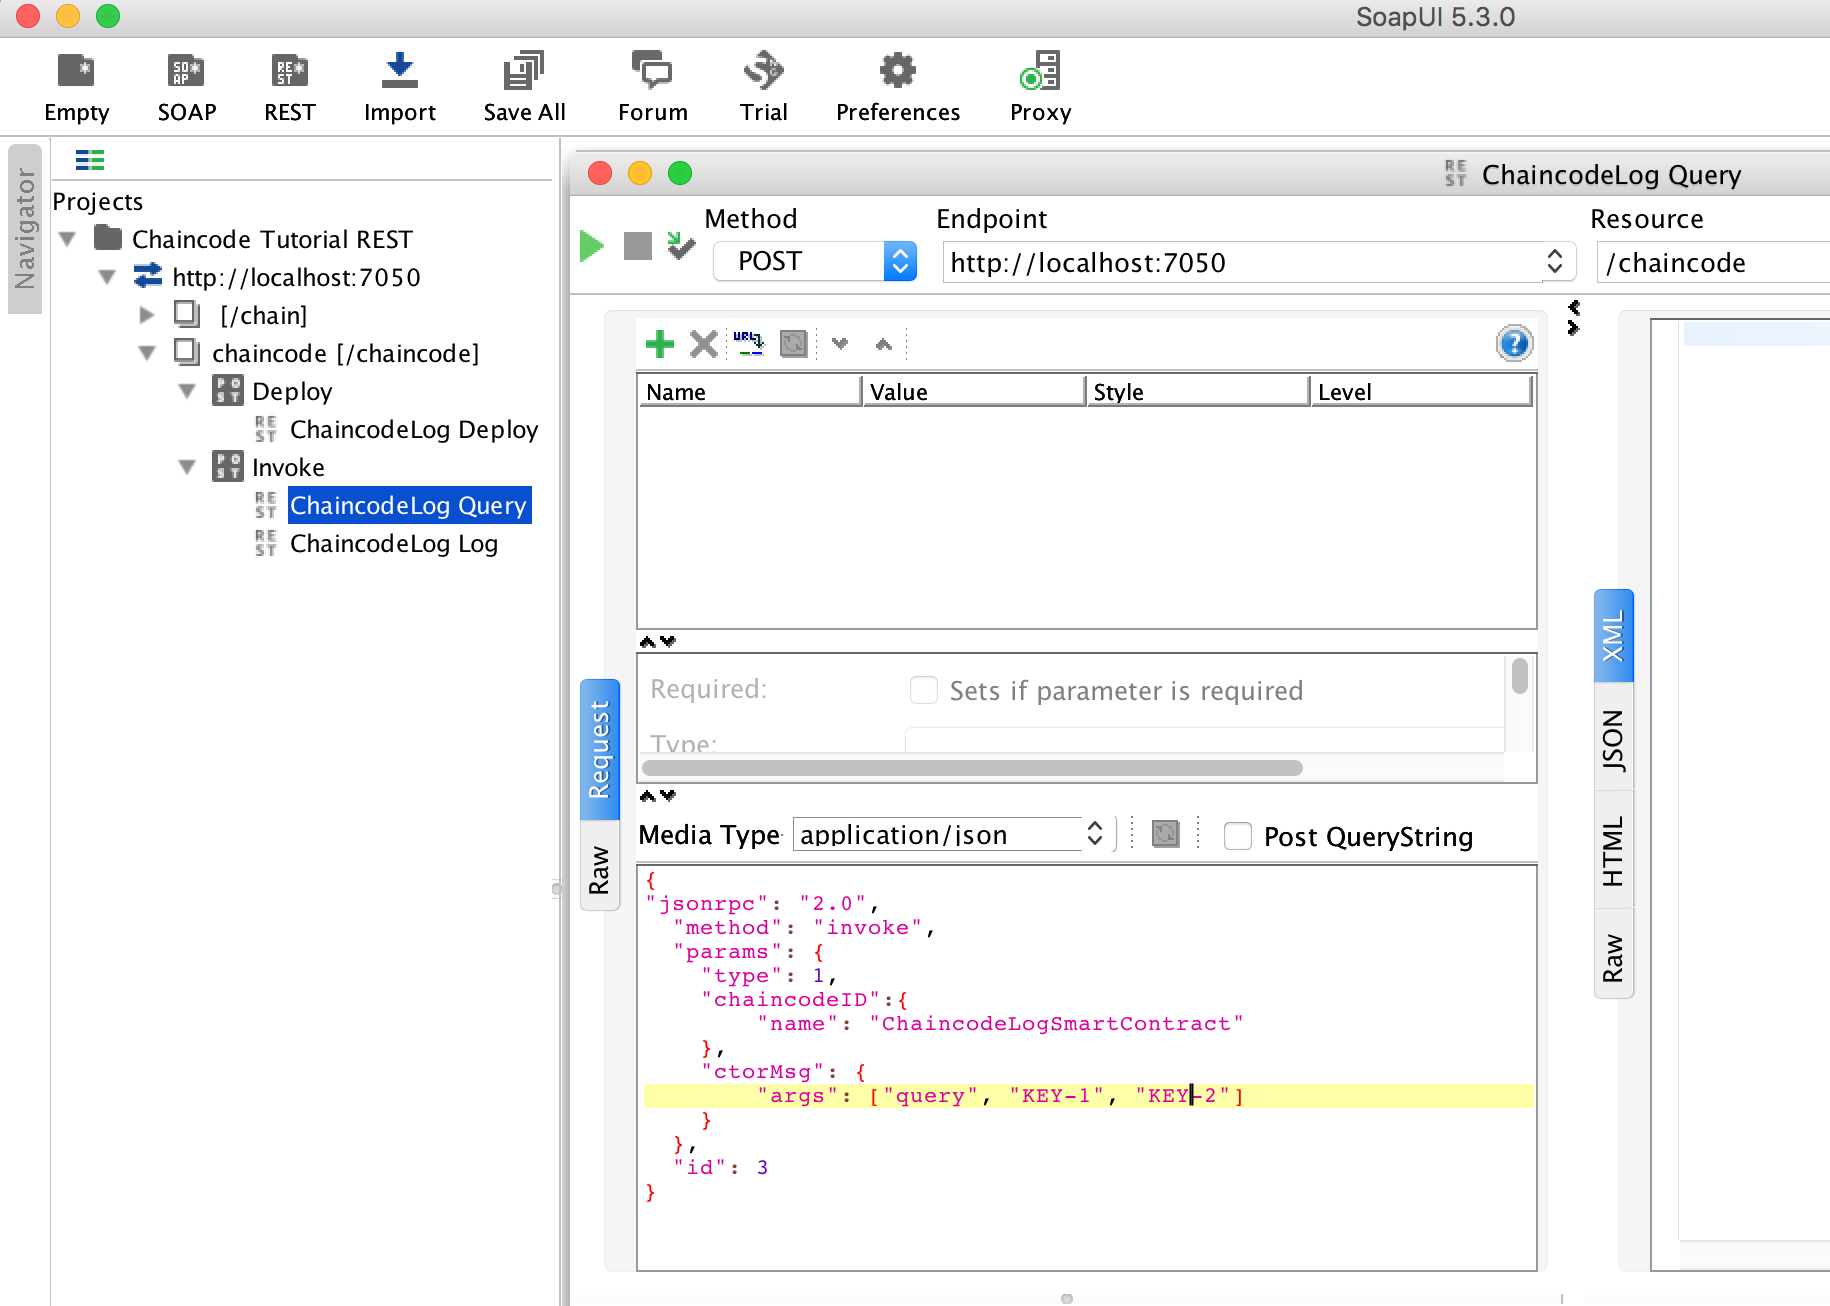 SoapUI 5.3.0
Empty SOAP REST Import Save All Forum Trial Preferences Proxy
Navigator
Projects
Chaincode Tutorial REST
http://localhost:7050
[/chain]
chaincode [/chaincode]
Deploy
ChaincodeLog Deploy
Invoke
ChaincodeLog Query
ChaincodeLog Log
ChaincodeLog Query
Method Endpoint Resource
POST http://localhost:7050 /chaincode
Name Value Style Level
Required: Sets if parameter is required
Type:
Request
Raw
Media Type application/json Post QueryString
{
"jsonrpc": "2.0",
"method": "invoke",
"params": {
"type": 1,
"chaincodeID":{
"name": "ChaincodeLogSmartContract"
},
"ctorMsg": {
"args": ["query", "KEY-1", "KEY-2"]
}
},
"id": 3
}
XML
JSON
HTML
Raw